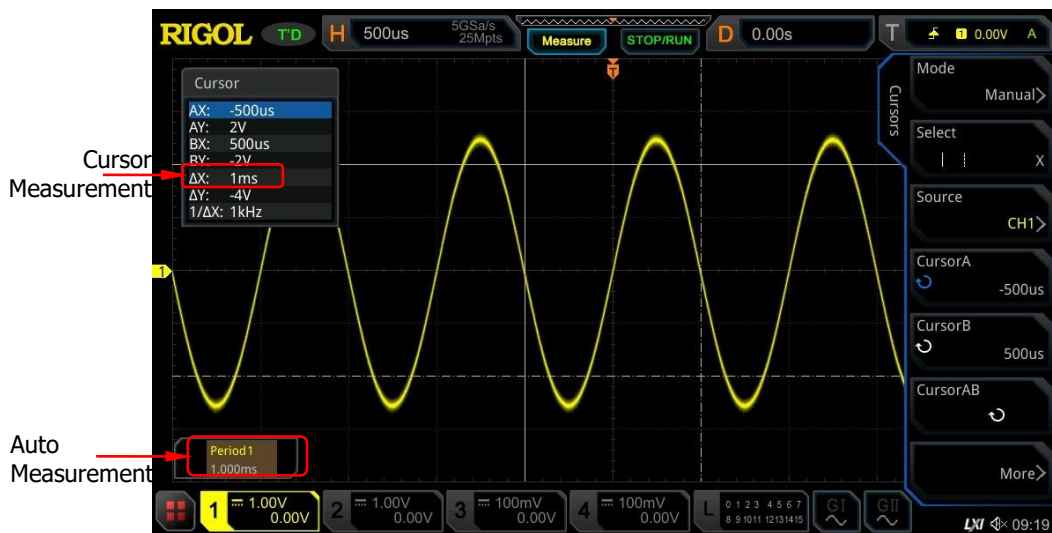 RIGOL T'D H 500us 5GSa/s 25Mpts Measure STOP/RUN D 0.00s T 1 0.00V A
T
Cursor
AX: -500us
AY: 2V
BX: 500us
BY: -2V
ΔX: 1ms
ΔY: -4V
1/ΔX: 1kHz
Cursor
Measurement
1
Auto
Measurement
Period1
1.000ms
Cursors
Mode
Manual
Select
X
Source
CH1
CursorA
-500us
CursorB
500us
CursorAB
More
1 1.00V
0.00V
2 1.00V
0.00V
3 100mV
0.00V
4 100mV
0.00V
L 0 1 2 3 4 5 6 7
8 9 10 11 12 13 14 15
GI
GII
LXI 09:19